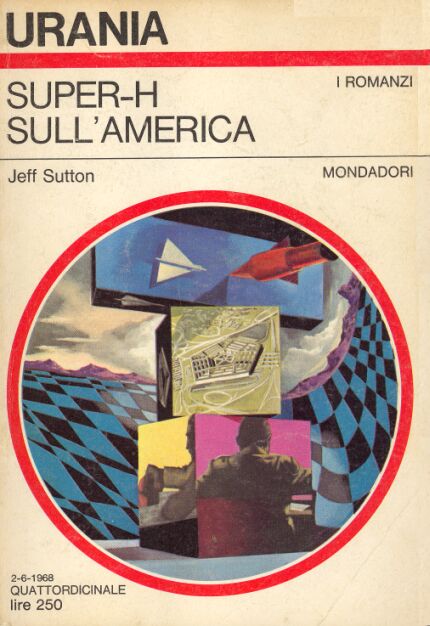 URANIA
SUPER-H
SULL'AMERICA
I ROMANZI
Jeff Sutton
MONDADORI
2-6-1968
QUATTORDICINALE
lire 250